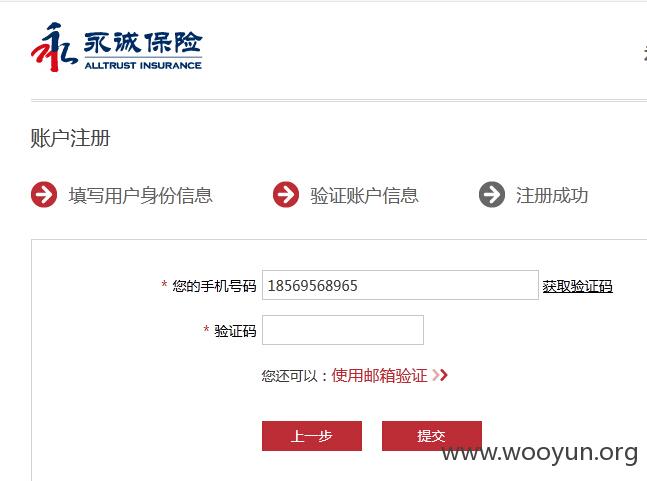 永诚保险
ALLTRUST INSURANCE
账户注册
填写用户身份信息 验证账户信息 注册成功
* 您的手机号码 18569568965 获取验证码
* 验证码
您还可以：使用邮箱验证
上一步 提交
www.wooyun.org